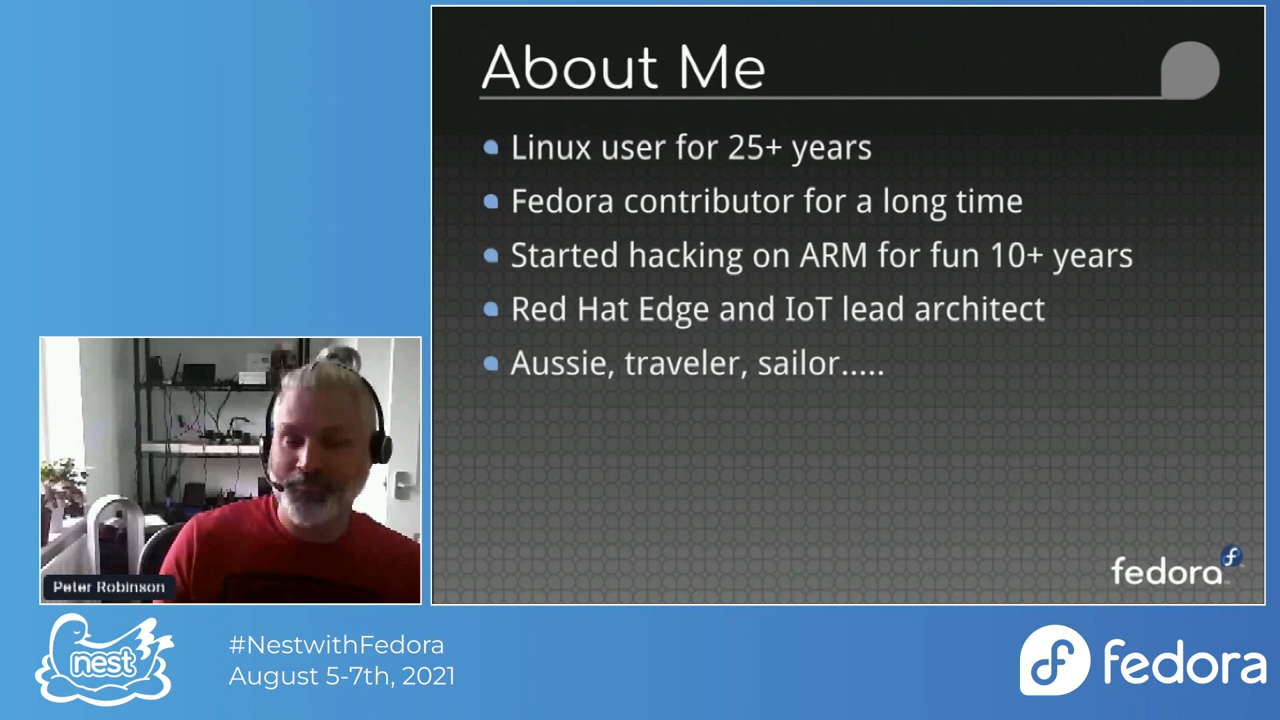 About Me
Linux user for 25+ years
Fedora contributor for a long time
Started hacking on ARM for fun 10+ years
Red Hat Edge and IoT lead architect
Aussie, traveler, sailor.....
fedora
Peter Robinson
nest
#NestwithFedora
August 5-7th, 2021
fedora